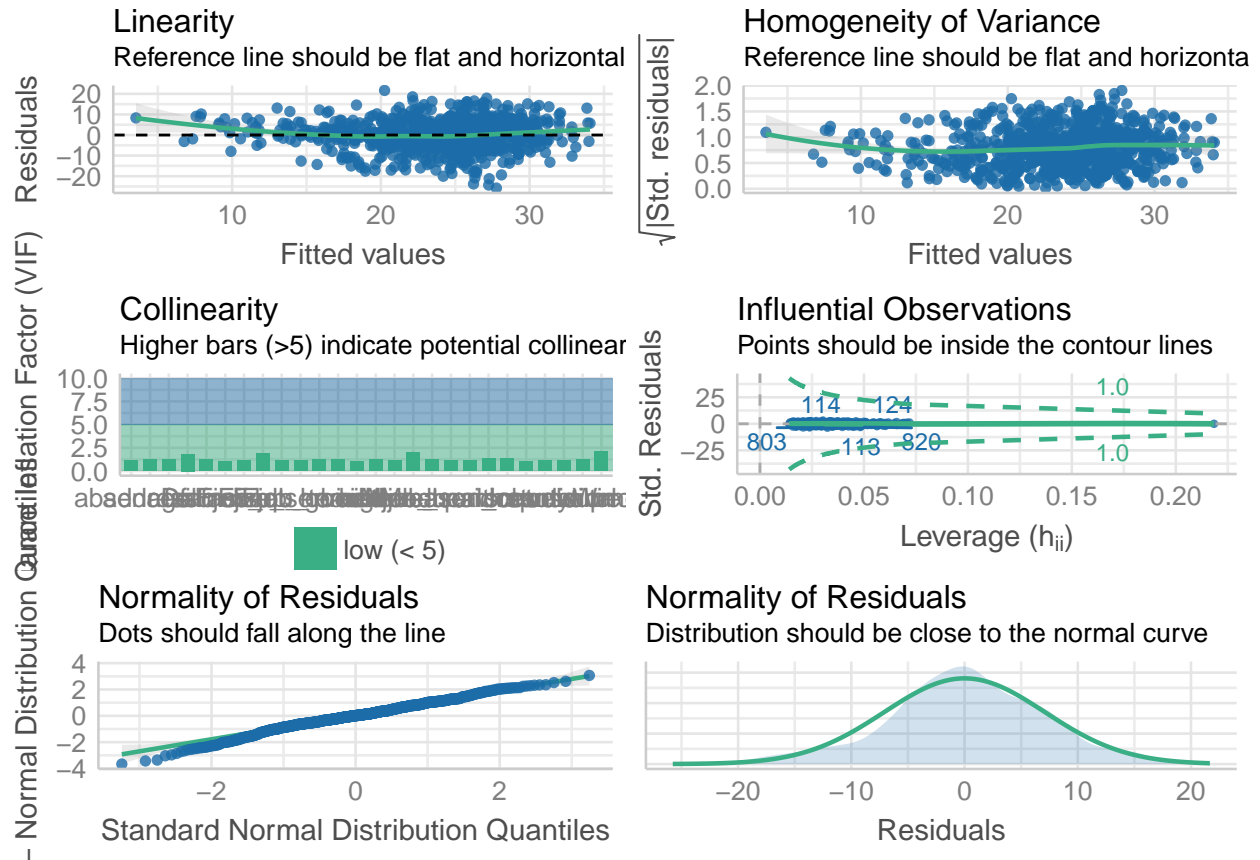 Linearity
Reference line should be flat and horizontal
Residuals
20
10
0
−10
−20
10
20
30
Fitted values
Homogeneity of Variance
Reference line should be flat and horizonta
√|Std. residuals|
2.0
1.5
1.0
0.5
0.0
10
20
30
Fitted values
Collinearity
Higher bars (>5) indicate potential collinear
Inflation Factor (VIF)
10.0
7.5
5.0
2.5
0.0
low (< 5)
Influential Observations
Points should be inside the contour lines
Std. Residuals
25
0
−25
114
124
803
113
820
1.0
1.0
0.00
0.05
0.10
0.15
0.20
Leverage (hii)
Normality of Residuals
Dots should fall along the line
− Normal Distribution Quantiles
4
2
0
−2
−4
−2
0
2
Standard Normal Distribution Quantiles
Normality of Residuals
Distribution should be close to the normal curve
−20
−10
0
10
20
Residuals